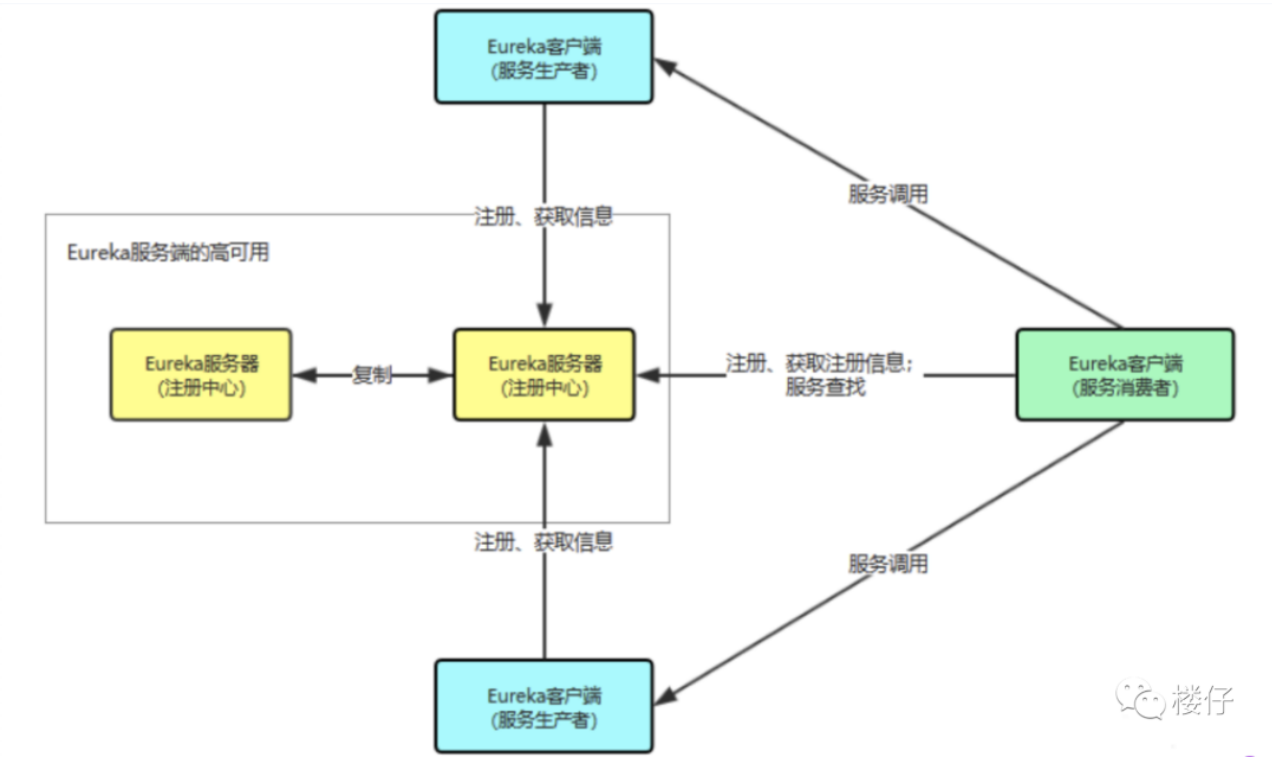 Eureka客户端
(服务生产者)
服务调用
注册、获取信息
Eureka服务端的高可用
Eureka服务器
(注册中心)
复制
Eureka服务器
(注册中心)
注册、获取注册信息；
服务查找
Eureka客户端
(服务消费者)
注册、获取信息
服务调用
Eureka客户端
(服务生产者)
楼仔